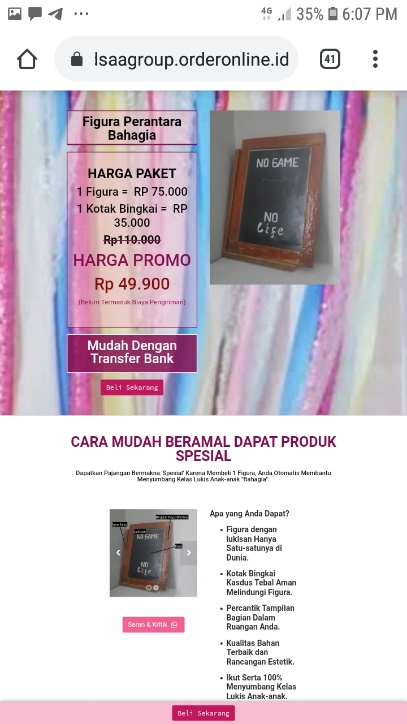 4G 35% 6:07 PM
lsaagroup.orderonline.id
41
Figura Perantara
Bahagia
HARGA PAKET
1 Figura = RP 75.000
1 Kotak Bingkai = RP
35.000
Rp110.000
HARGA PROMO
Rp 49.900
(Belum Termasuk Biaya Pengiriman)
Mudah Dengan
Transfer Bank
Beli Sekarang
NO GAME
NO
Life
CARA MUDAH BERAMAL DAPAT PRODUK
SPESIAL
Dapatkan Pajangan Bermakna 'Spesial' Karena Membeli 1 Figura, Anda Otomatis Membantu
Menyumbang Kelas Lukis Anak-anak "Bahagia".
NO GAME
NO
Life
Saran & Kritik
Apa yang Anda Dapat?
Figura dengan
lukisan Hanya
Satu-satunya di
Dunia.
Kotak Bingkai
Kasdus Tebal Aman
Melindungi Figura.
Percantik Tampilan
Bagian Dalam
Ruangan Anda.
Kualitas Bahan
Terbaik dan
Rancangan Estetik.
Ikut Serta 100%
Menyumbang Kelas
Lukis Anak-anak.
Beli Sekarang